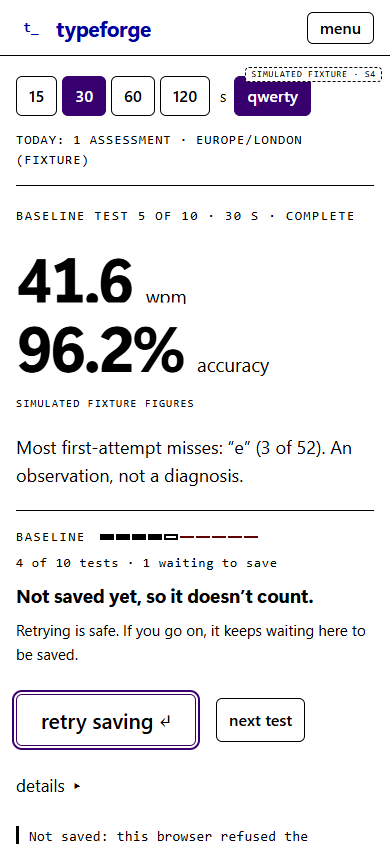 t_ typeforge menu
SIMULATED FIXTURE · S4
15 30 60 120 s qwerty
TODAY: 1 ASSESSMENT · EUROPE/LONDON
(FIXTURE)
BASELINE TEST 5 OF 10 · 30 S · COMPLETE
41.6 wpm
96.2% accuracy
SIMULATED FIXTURE FIGURES
Most first-attempt misses: “e” (3 of 52). An
observation, not a diagnosis.
BASELINE
4 of 10 tests · 1 waiting to save
Not saved yet, so it doesn’t count.
Retrying is safe. If you go on, it keeps waiting here to
be saved.
retry saving ↵ next test
details ▸
Not saved: this browser refused the